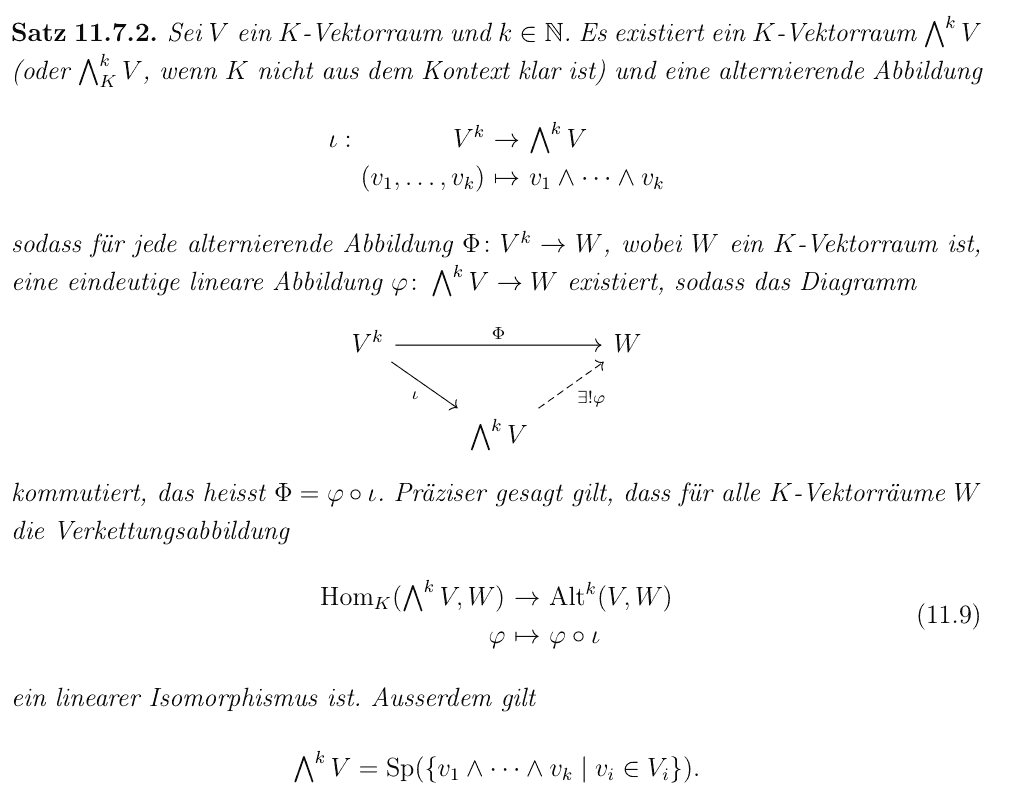 Satz 11.7.2. Sei V ein K-Vektorraum und k ∈ ℕ. Es existiert ein K-Vektorraum ⋀^k V
(oder ⋀_K^k V, wenn K nicht aus dem Kontext klar ist) und eine alternierende Abbildung
ι : V^k → ⋀^k V
(v_1, . . . , v_k) ↦ v_1 ∧ · · · ∧ v_k
sodass für jede alternierende Abbildung Φ: V^k → W, wobei W ein K-Vektorraum ist,
eine eindeutige lineare Abbildung φ: ⋀^k V → W existiert, sodass das Diagramm
V^k Φ W
ι ∃!φ
⋀^k V
kommutiert, das heisst Φ = φ ∘ ι. Präziser gesagt gilt, dass für alle K-Vektorräume W
die Verkettungsabbildung
Hom_K(⋀^k V, W) → Alt^k(V, W)
(11.9)
φ ↦ φ ∘ ι
ein linearer Isomorphismus ist. Ausserdem gilt
⋀^k V = Sp({v_1 ∧ · · · ∧ v_k | v_i ∈ V_i}).